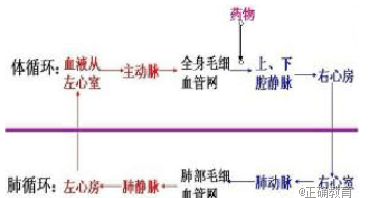 药物
体循环：血液从左心室 主动脉 全身毛细血管网 上、下腔静脉 右心房
肺循环：左心房 肺静脉 肺部毛细血管网 肺动脉 右心室
@正确教育